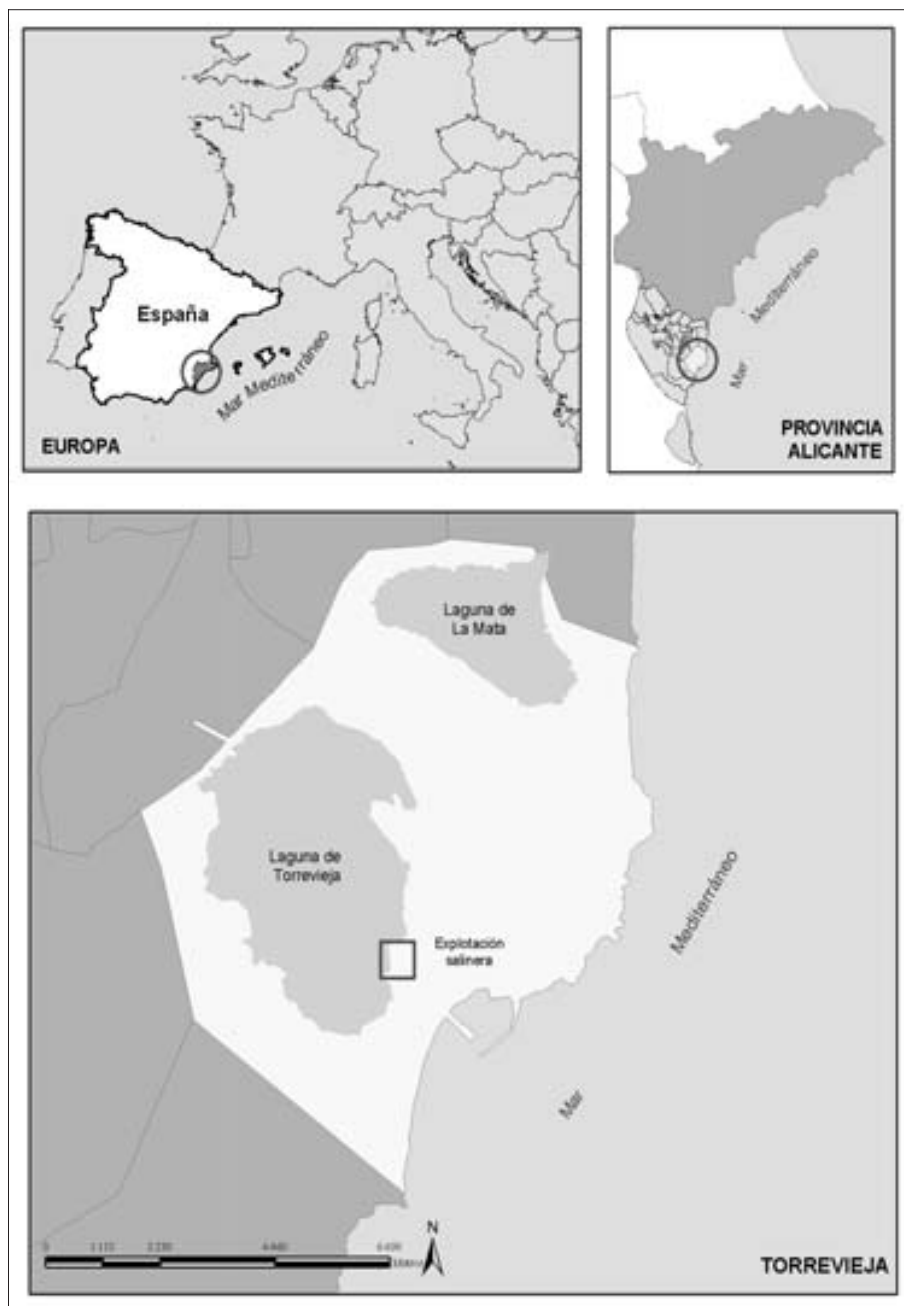 España
Mar Mediterráneo
EUROPA
Mar Mediterráneo
PROVINCIA
ALICANTE
Laguna de
La Mata
Laguna de
Torrevieja
Explotación
salinera
Mar Mediterráneo
0
N
TORREVIEJA